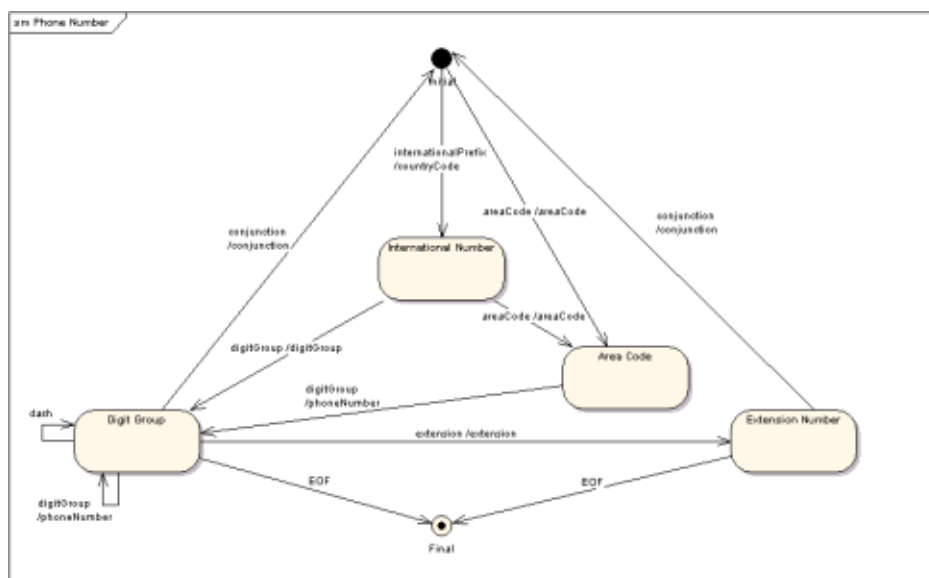 sm Phone Number
Initial
internationalPrefix
/countryCode
areaCode /areaCode
conjunction
/conjunction
conjunction
/conjunction
International Number
areaCode /areaCode
digitGroup /digitGroup
Area Code
digitGroup
/phoneNumber
dash
Digit Group
Extension Number
extension /extension
EOF
EOF
digitGroup
/phoneNumber
Final